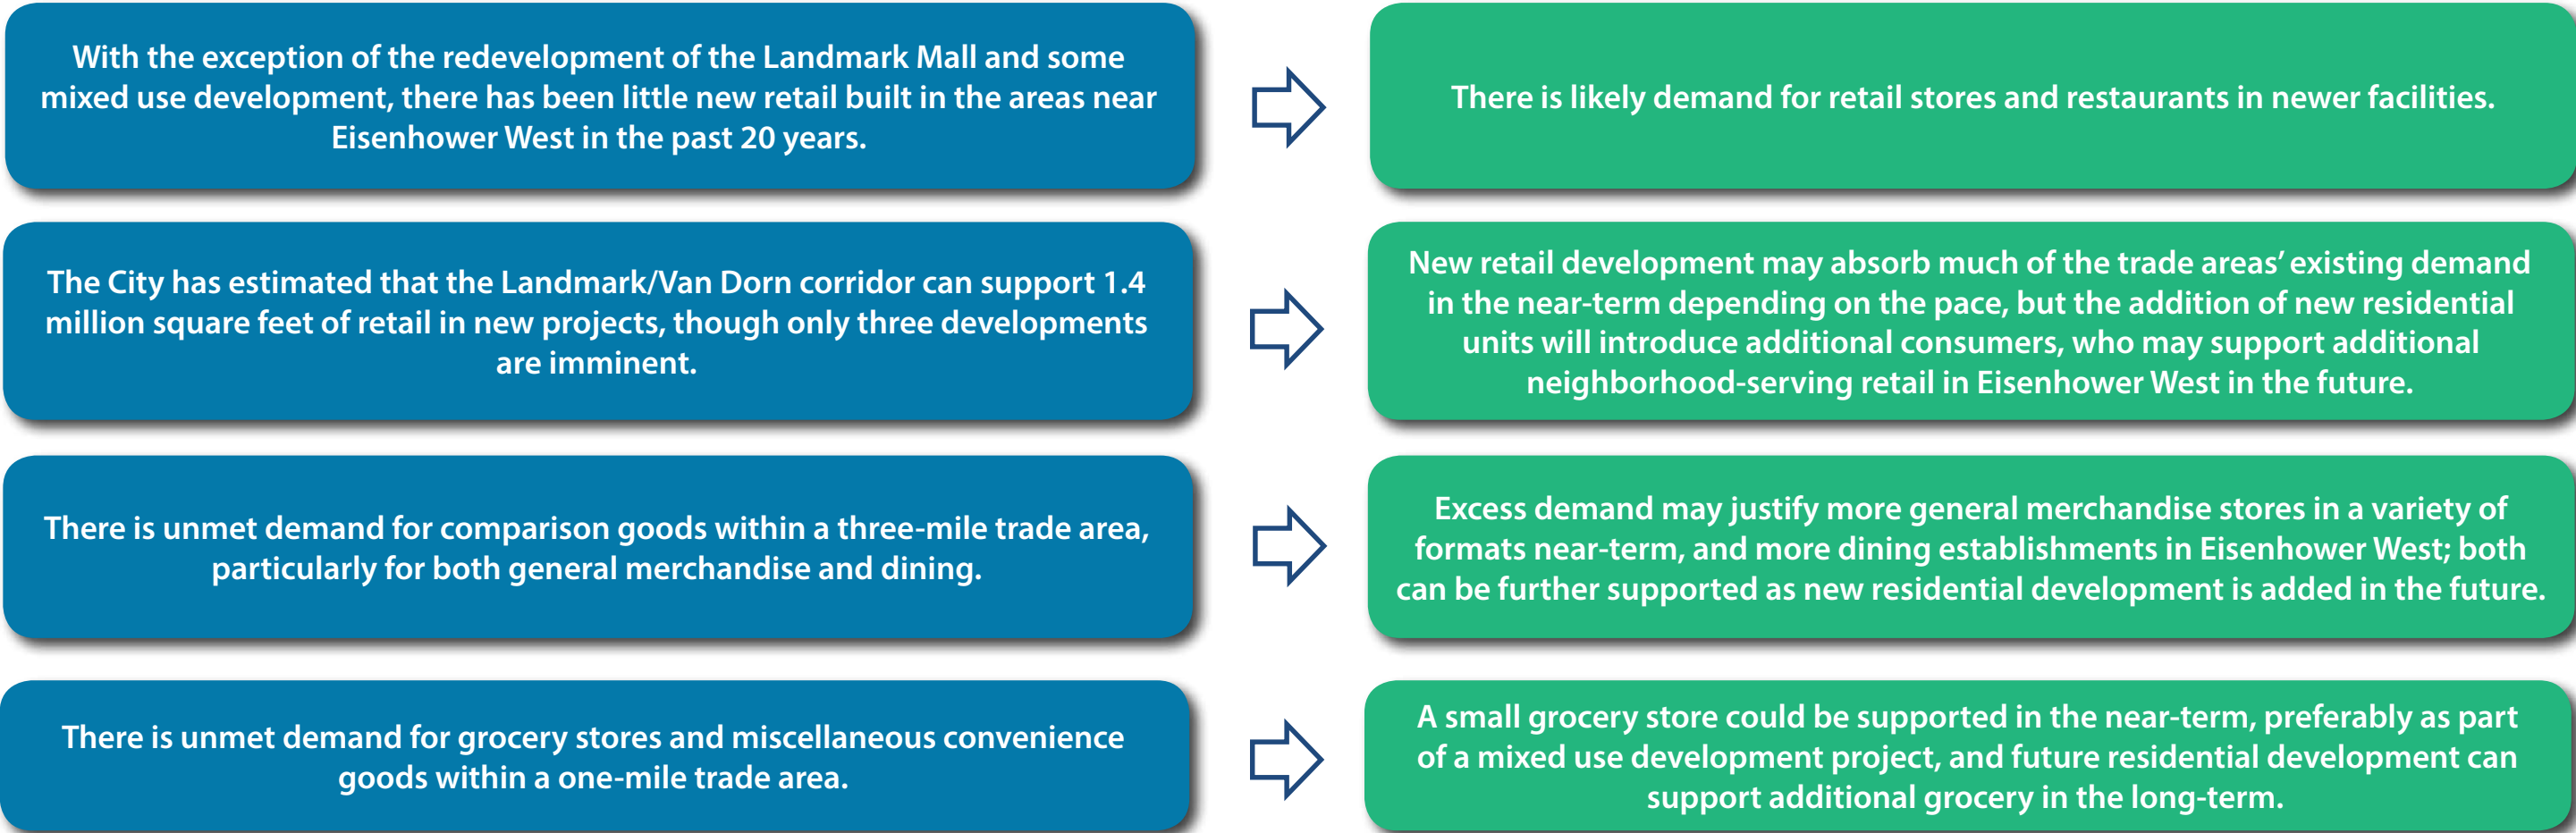 With the exception of the redevelopment of the Landmark Mall and some
mixed use development, there has been little new retail built in the areas near
Eisenhower West in the past 20 years.
There is likely demand for retail stores and restaurants in newer facilities.
The City has estimated that the Landmark/Van Dorn corridor can support 1.4
million square feet of retail in new projects, though only three developments
are imminent.
New retail development may absorb much of the trade areas’ existing demand
in the near-term depending on the pace, but the addition of new residential
units will introduce additional consumers, who may support additional
neighborhood-serving retail in Eisenhower West in the future.
There is unmet demand for comparison goods within a three-mile trade area,
particularly for both general merchandise and dining.
Excess demand may justify more general merchandise stores in a variety of
formats near-term, and more dining establishments in Eisenhower West; both
can be further supported as new residential development is added in the future.
There is unmet demand for grocery stores and miscellaneous convenience
goods within a one-mile trade area.
A small grocery store could be supported in the near-term, preferably as part
of a mixed use development project, and future residential development can
support additional grocery in the long-term.